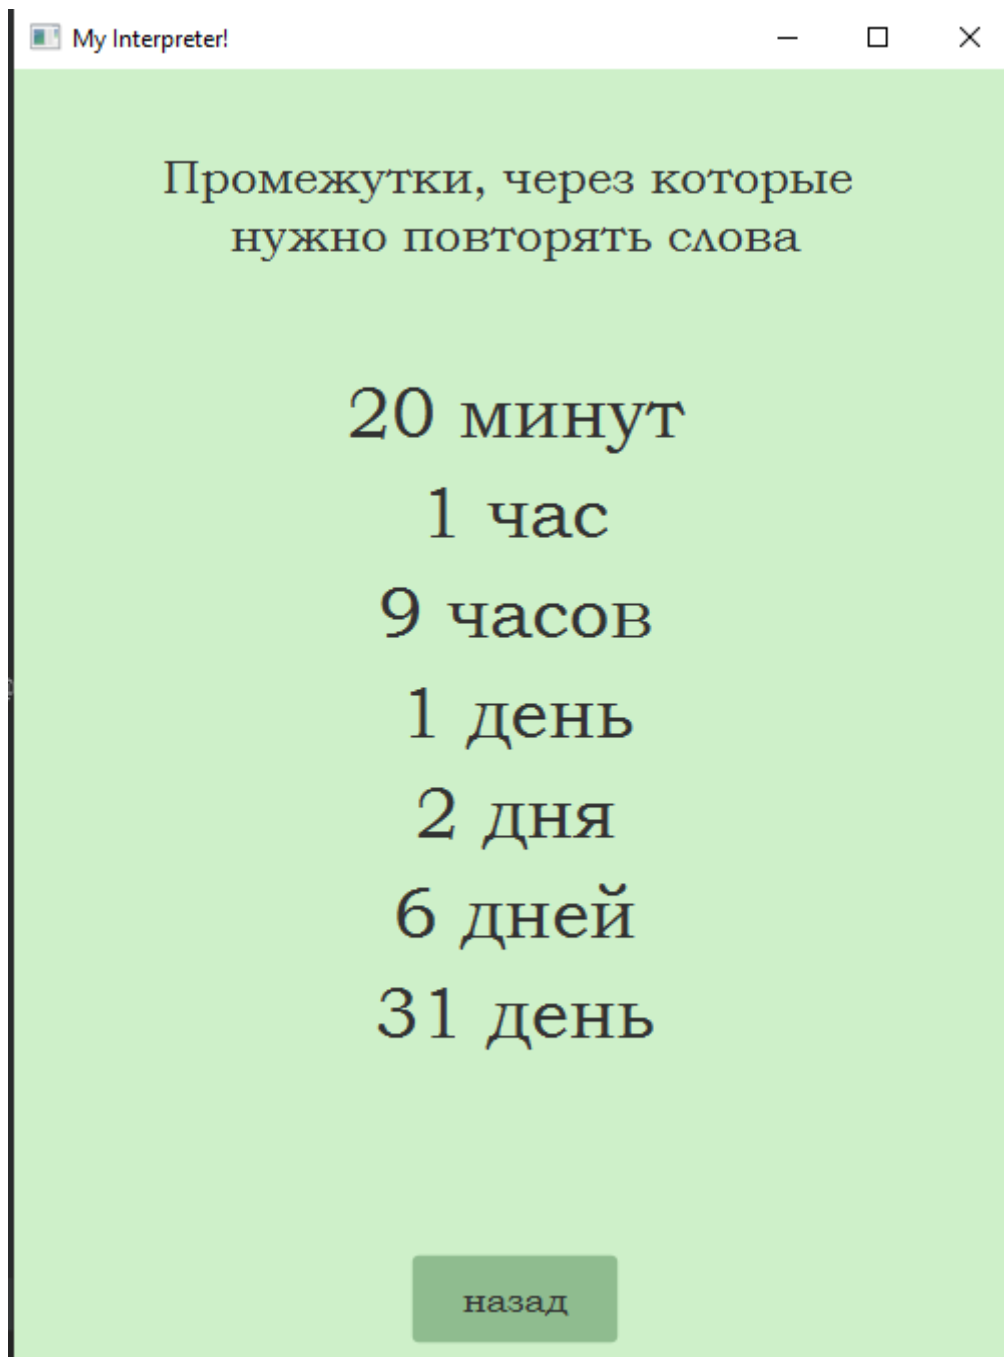 My Interpreter!
Промежутки, через которые
нужно повторять слова
20 минут
1 час
9 часов
1 день
2 дня
6 дней
31 день
назад